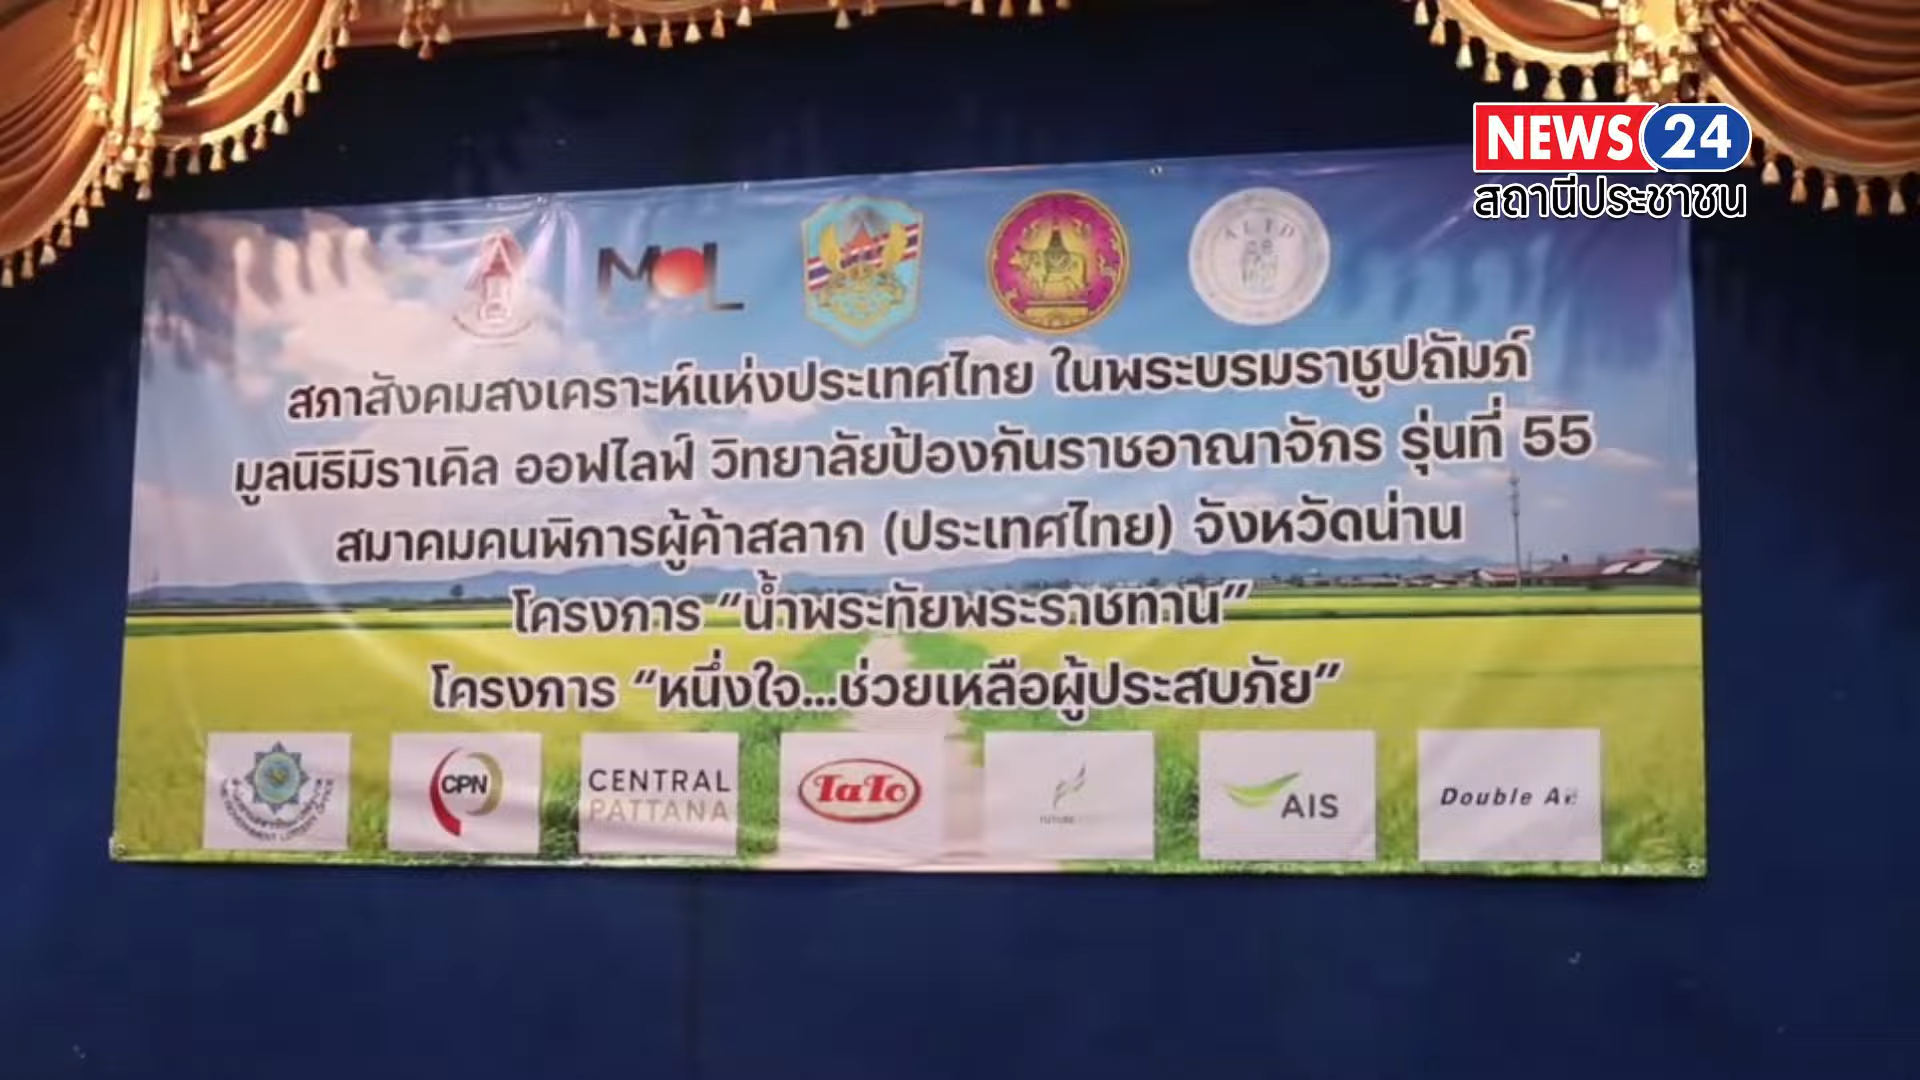 NEWS 24
สถานีประชาชน
MOL
ALTD
สภาสังคมสงเคราะห์แห่งประเทศไทย ในพระบรมราชูปถัมภ์
มูลนิธิมิราเคิล ออฟไลฟ์ วิทยาลัยป้องกันราชอาณาจักร รุ่นที่ 55
สมาคมคนพิการผู้ค้าสลาก (ประเทศไทย) จังหวัดน่าน
โครงการ “น้ำพระทัยพระราชทาน”
โครงการ “หนึ่งใจ...ช่วยเหลือผู้ประสบภัย”
CPN
CENTRAL
PATTANA
TaTo
AIS
Double A